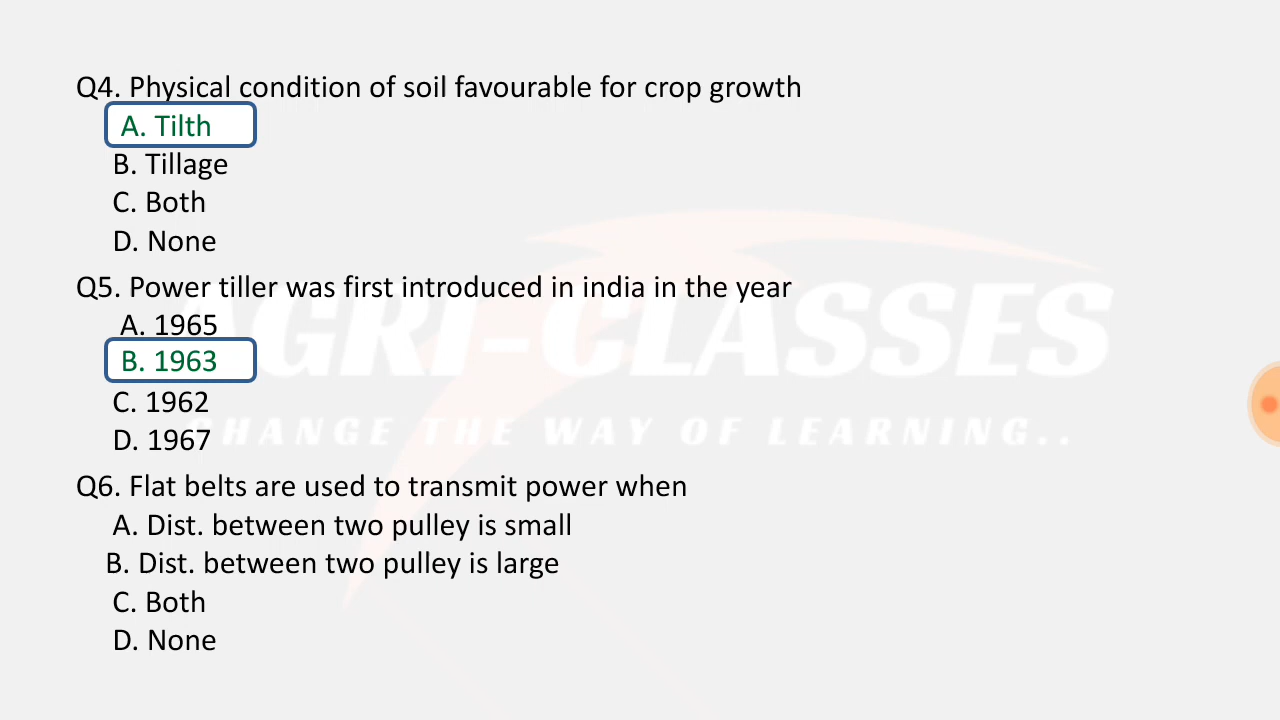 Q4. Physical condition of soil favourable for crop growth
A. Tilth
B. Tillage
C. Both
D. None
Q5. Power tiller was first introduced in india in the year
A. 1965
B. 1963
C. 1962
D. 1967
Q6. Flat belts are used to transmit power when
A. Dist. between two pulley is small
B. Dist. between two pulley is large
C. Both
D. None
AGRI-CLASSES
CHANGE THE WAY OF LEARNING..